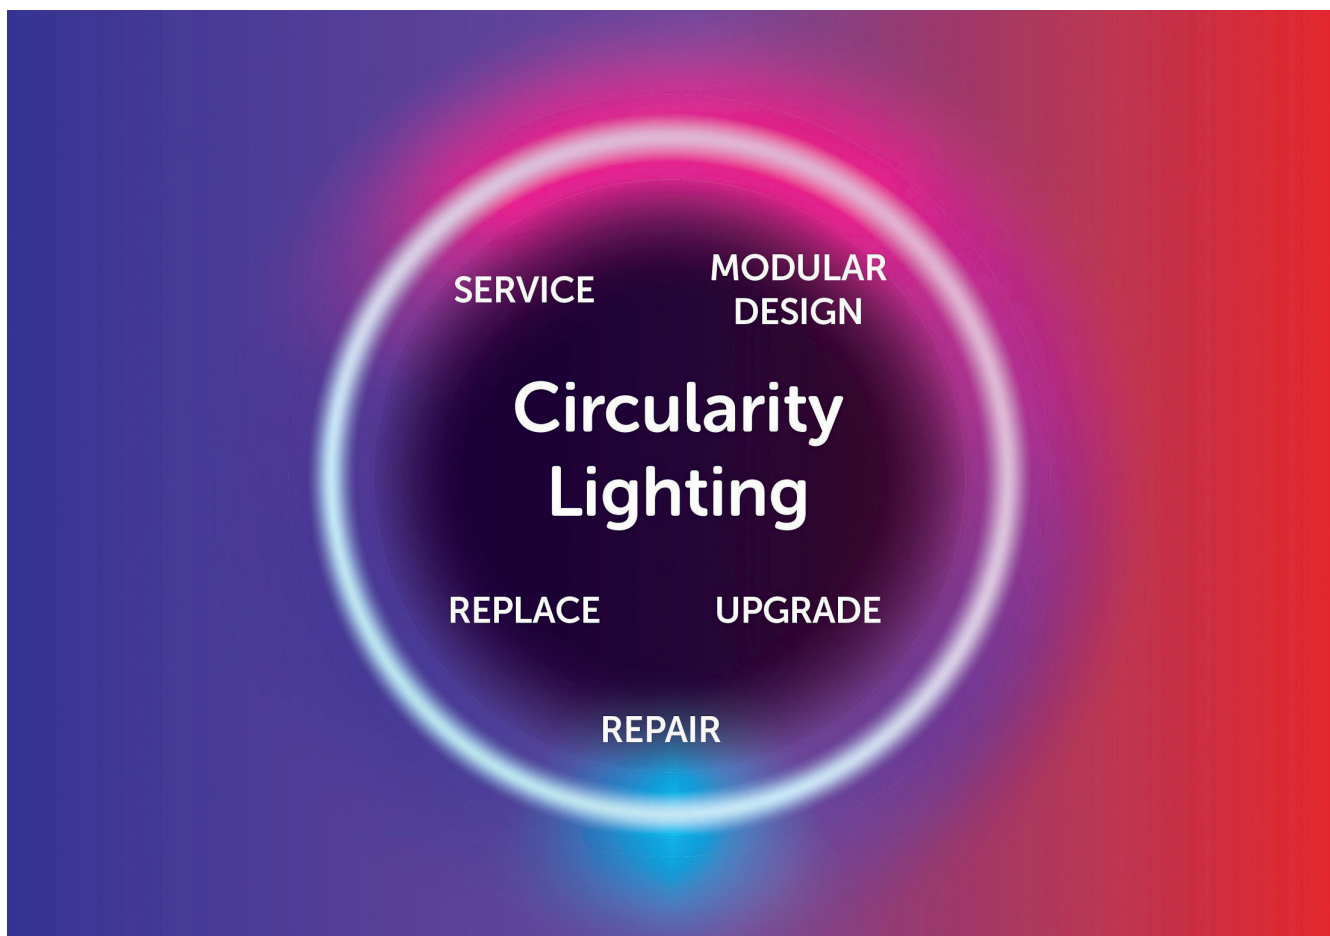 SERVICE
MODULAR
DESIGN
Circularity
Lighting
REPLACE
UPGRADE
REPAIR